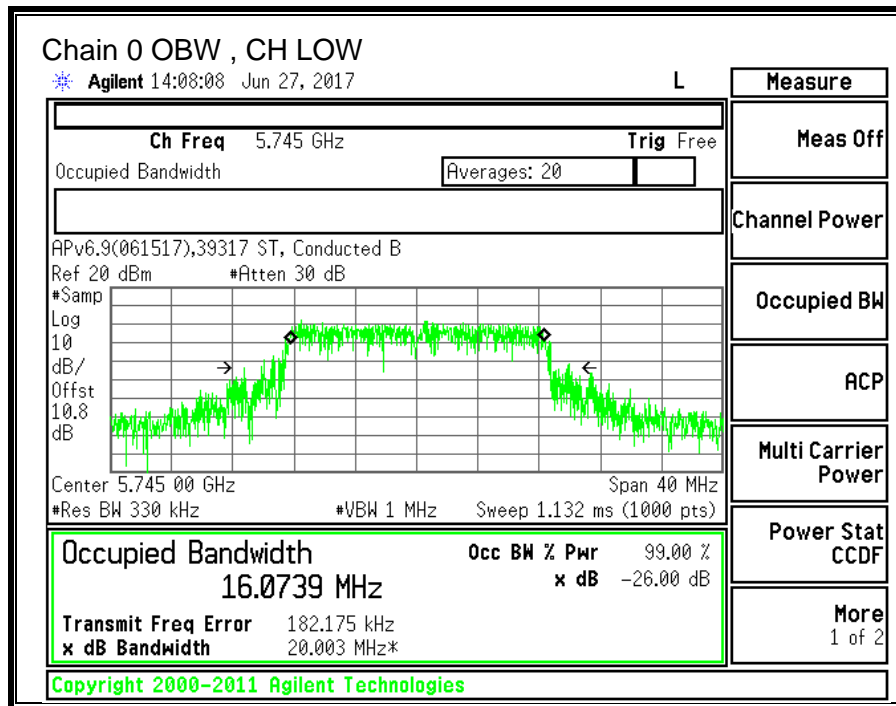 Chain 0 OBW , CH LOW
Agilent 14:08:08 Jun 27, 2017 L
Measure
Ch Freq 5.745 GHz Trig Free
Occupied Bandwidth Averages: 20
APv6.9(061517),39317 ST, Conducted B
Ref 20 dBm #Atten 30 dB
#Samp
Log
10
dB/
Offst
10.8
dB
Center 5.745 00 GHz Span 40 MHz
#Res BW 330 kHz #VBW 1 MHz Sweep 1.132 ms (1000 pts)
Occupied Bandwidth
16.0739 MHz
Occ BW % Pwr 99.00 %
x dB -26.00 dB
Transmit Freq Error 182.175 kHz
x dB Bandwidth 20.003 MHz*
Meas Off
Channel Power
Occupied BW
ACP
Multi Carrier
Power
Power Stat
CCDF
More
1 of 2
Copyright 2000-2011 Agilent Technologies